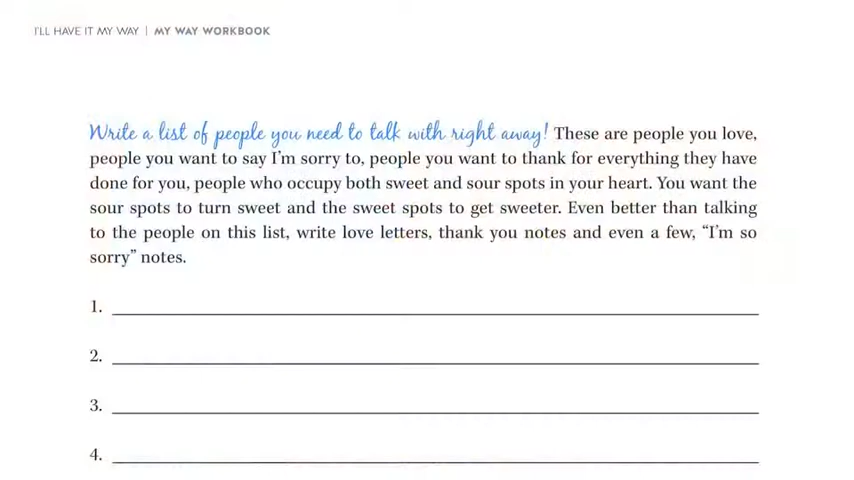 I'LL HAVE IT MY WAY | MY WAY WORKBOOK
Write a list of people you need to talk with right away! These are people you love,
people you want to say I'm sorry to, people you want to thank for everything they have
done for you, people who occupy both sweet and sour spots in your heart. You want the
sour spots to turn sweet and the sweet spots to get sweeter. Even better than talking
to the people on this list, write love letters, thank you notes and even a few, “I'm so
sorry” notes.
1.
2.
3.
4.